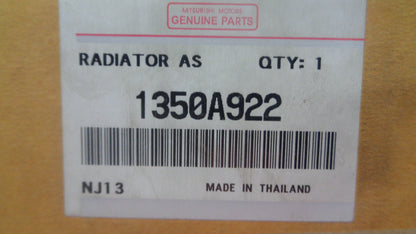 MITSUBISHI MOTORS
GENUINE PARTS
RADIATOR AS QTY: 1
1350A922
NJ13 MADE IN THAILAND